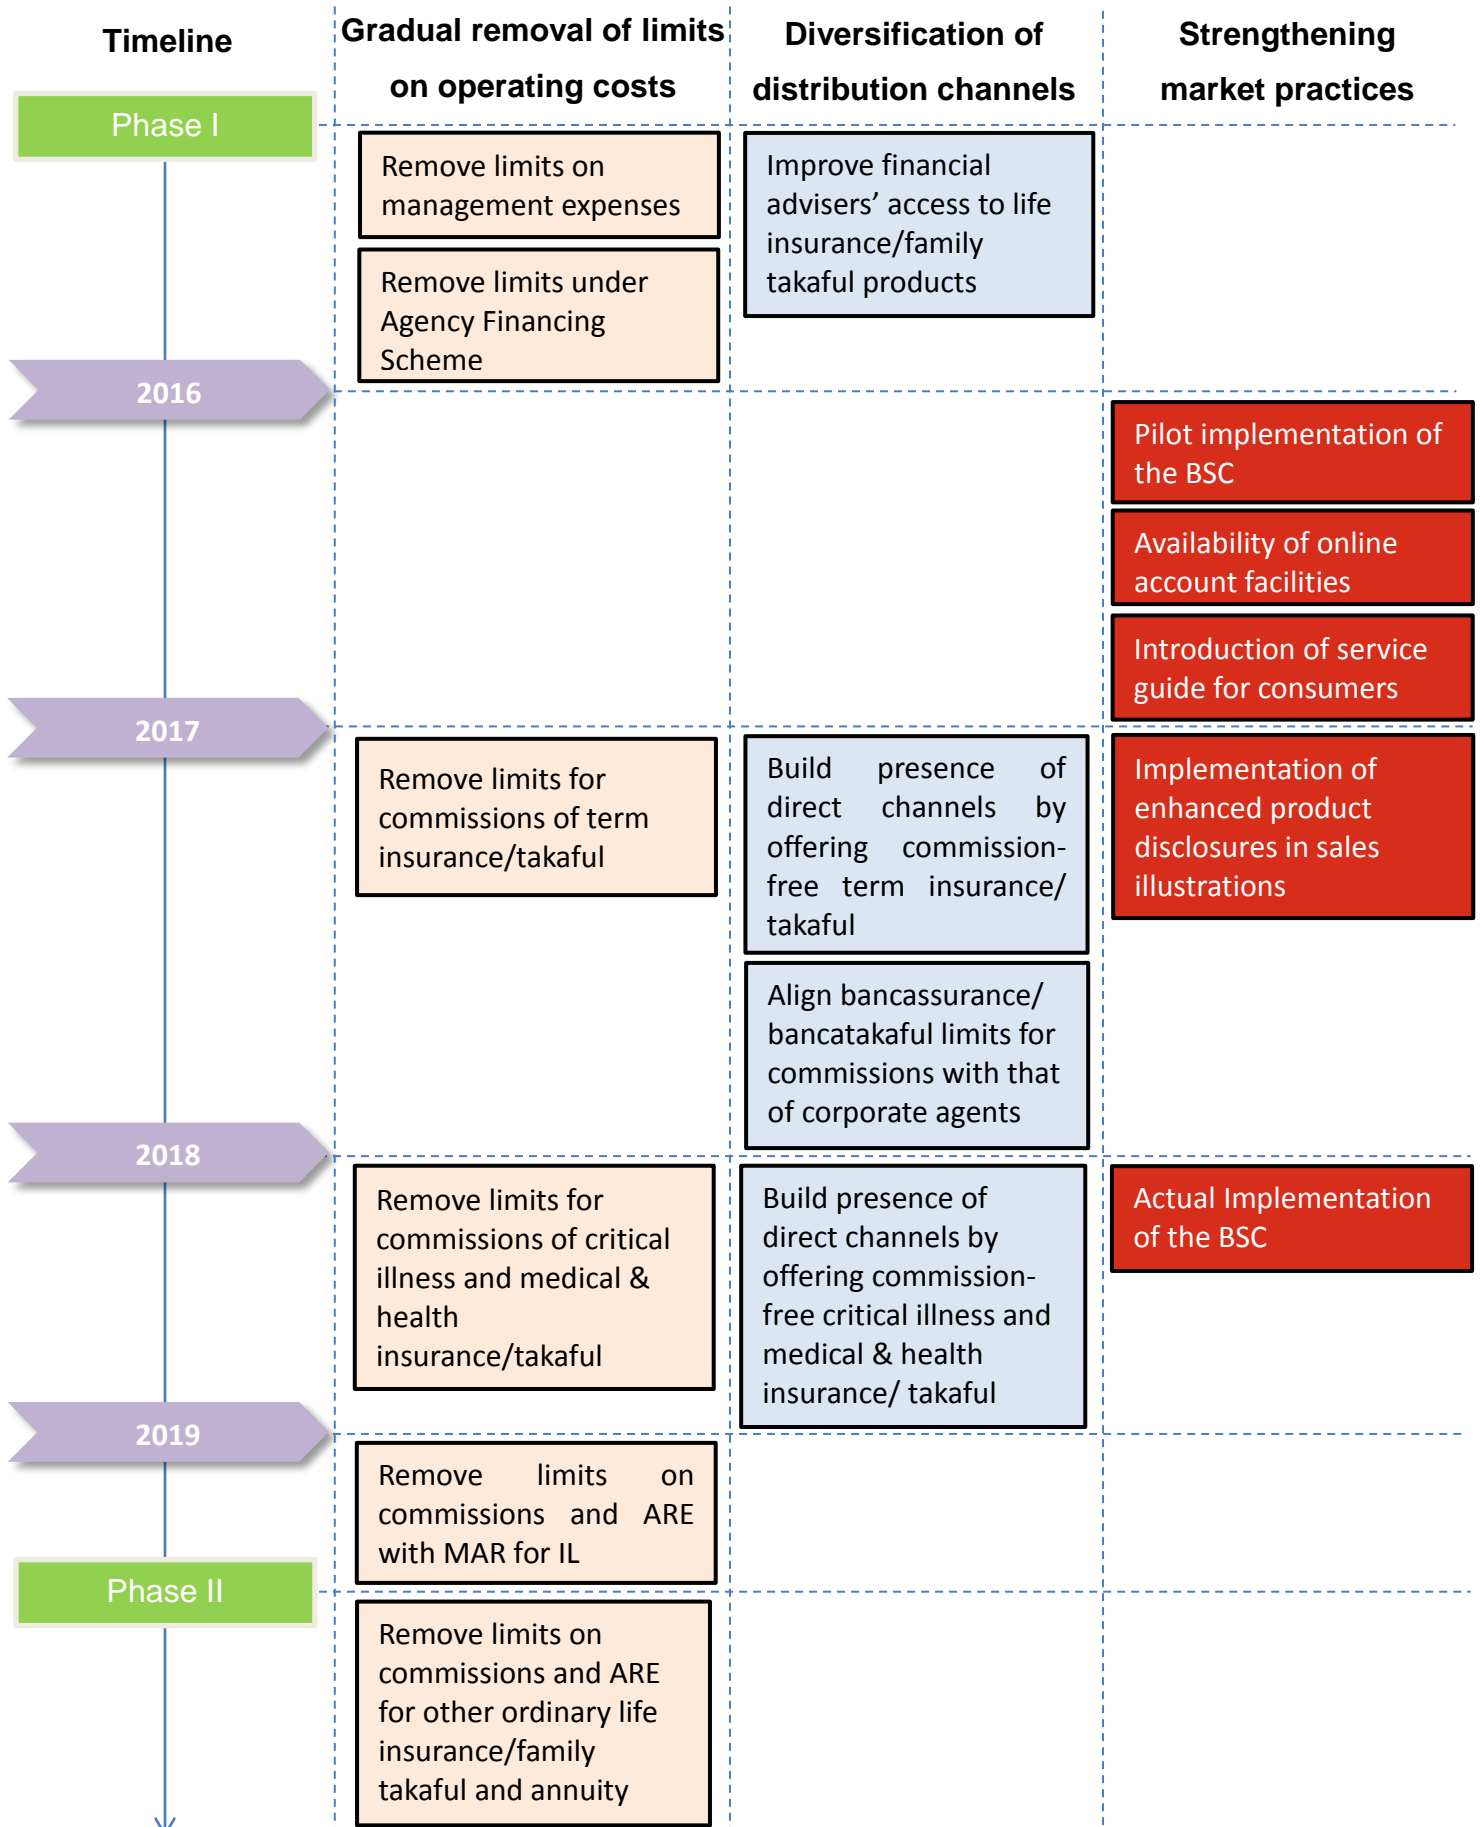 Timeline
Gradual removal of limits
on operating costs
Diversification of
distribution channels
Strengthening
market practices
Phase I
Remove limits on
management expenses
Remove limits under
Agency Financing
Scheme
Improve financial
advisers’ access to life
insurance/family
takaful products
2016
Pilot implementation of
the BSC
Availability of online
account facilities
Introduction of service
guide for consumers
2017
Remove limits for
commissions of term
insurance/takaful
Build presence of
direct channels by
offering commission-
free term insurance/
takaful
Align bancassurance/
bancatakaful limits for
commissions with that
of corporate agents
Implementation of
enhanced product
disclosures in sales
illustrations
2018
Remove limits for
commissions of critical
illness and medical &
health
insurance/takaful
Build presence of
direct channels by
offering commission-
free critical illness and
medical & health
insurance/ takaful
Actual Implementation
of the BSC
2019
Remove limits on
commissions and ARE
with MAR for IL
Phase II
Remove limits on
commissions and ARE
for other ordinary life
insurance/family
takaful and annuity